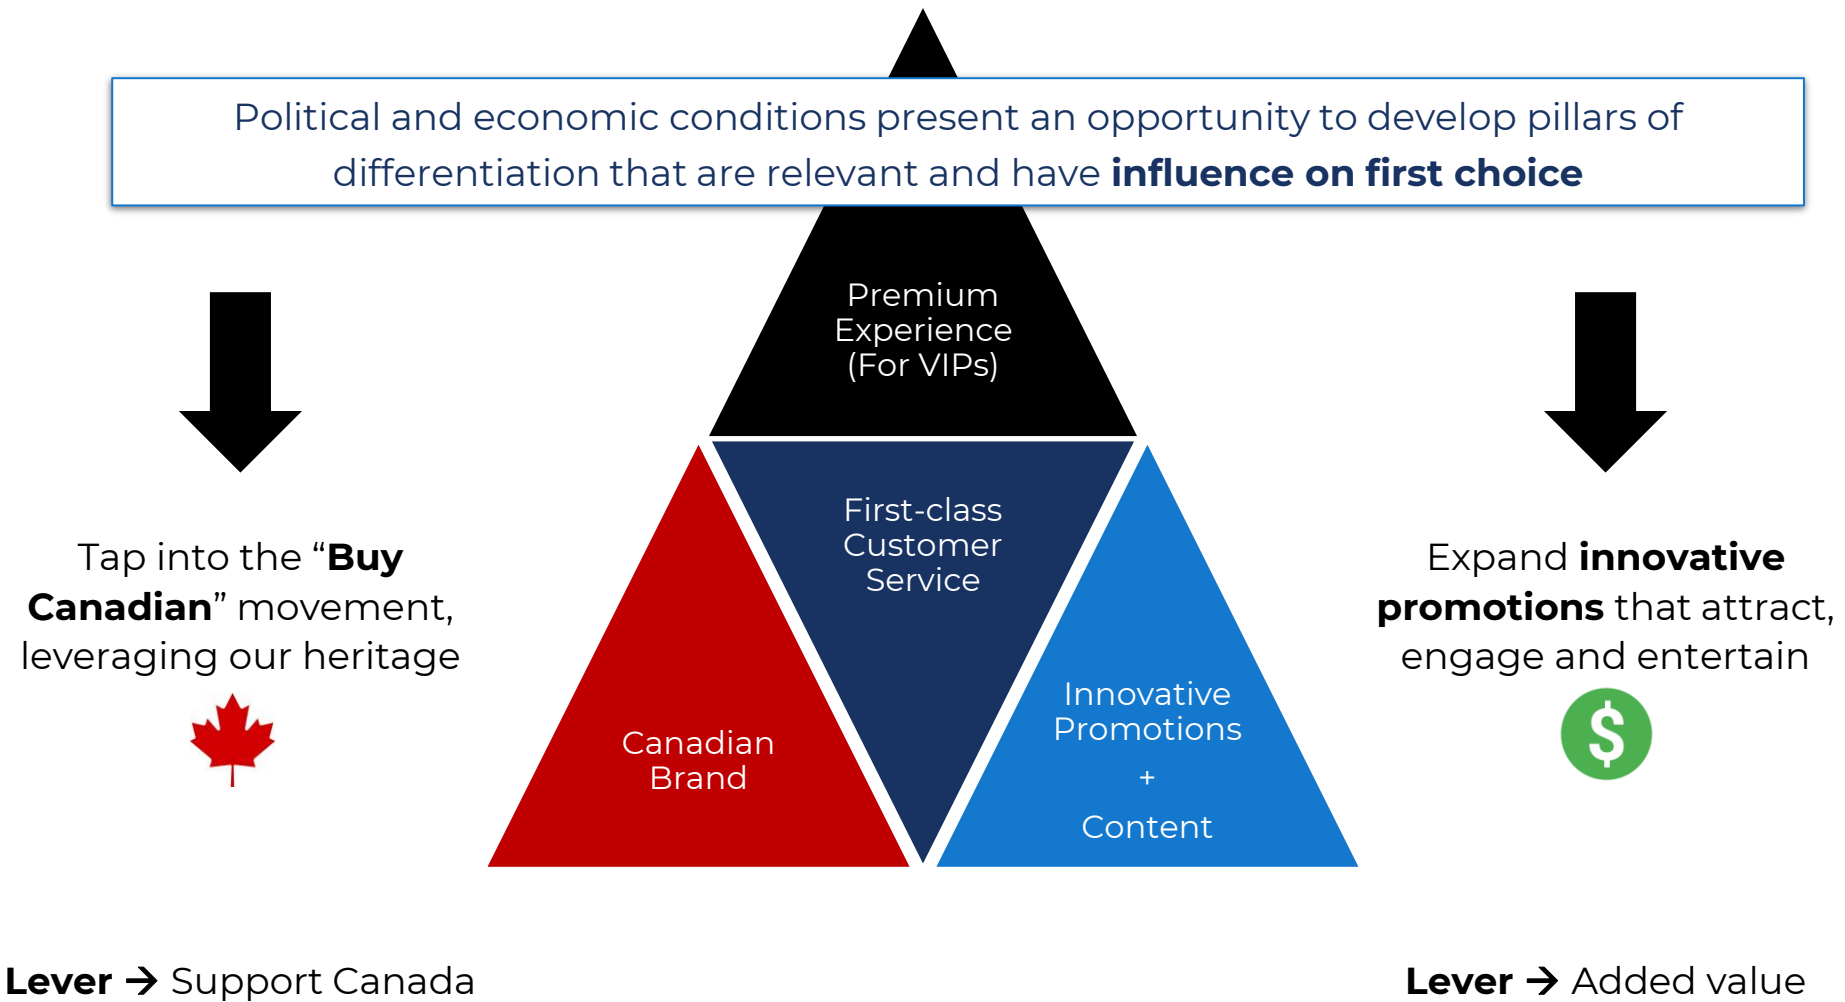 Political and economic conditions present an opportunity to develop pillars of
differentiation that are relevant and have influence on first choice
Premium
Experience
(For VIPs)
First-class
Customer
Service
Tap into the “Buy
Canadian” movement,
leveraging our heritage
Canadian
Brand
Innovative
Promotions
+
Content
Expand innovative
promotions that attract,
engage and entertain
$
Lever → Support Canada
Lever → Added value